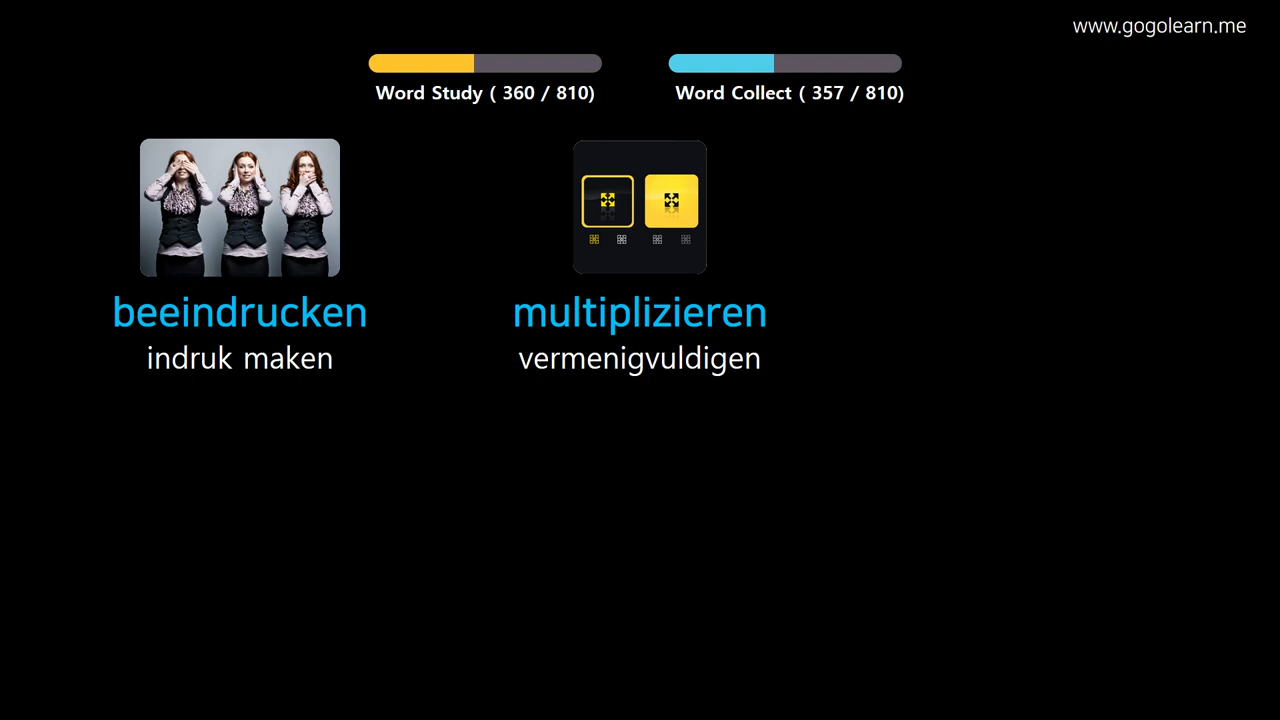 www.gogolearn.me
Word Study ( 360 / 810)
Word Collect ( 357 / 810)
beeindrucken
indruk maken
multiplizieren
vermenigvuldigen